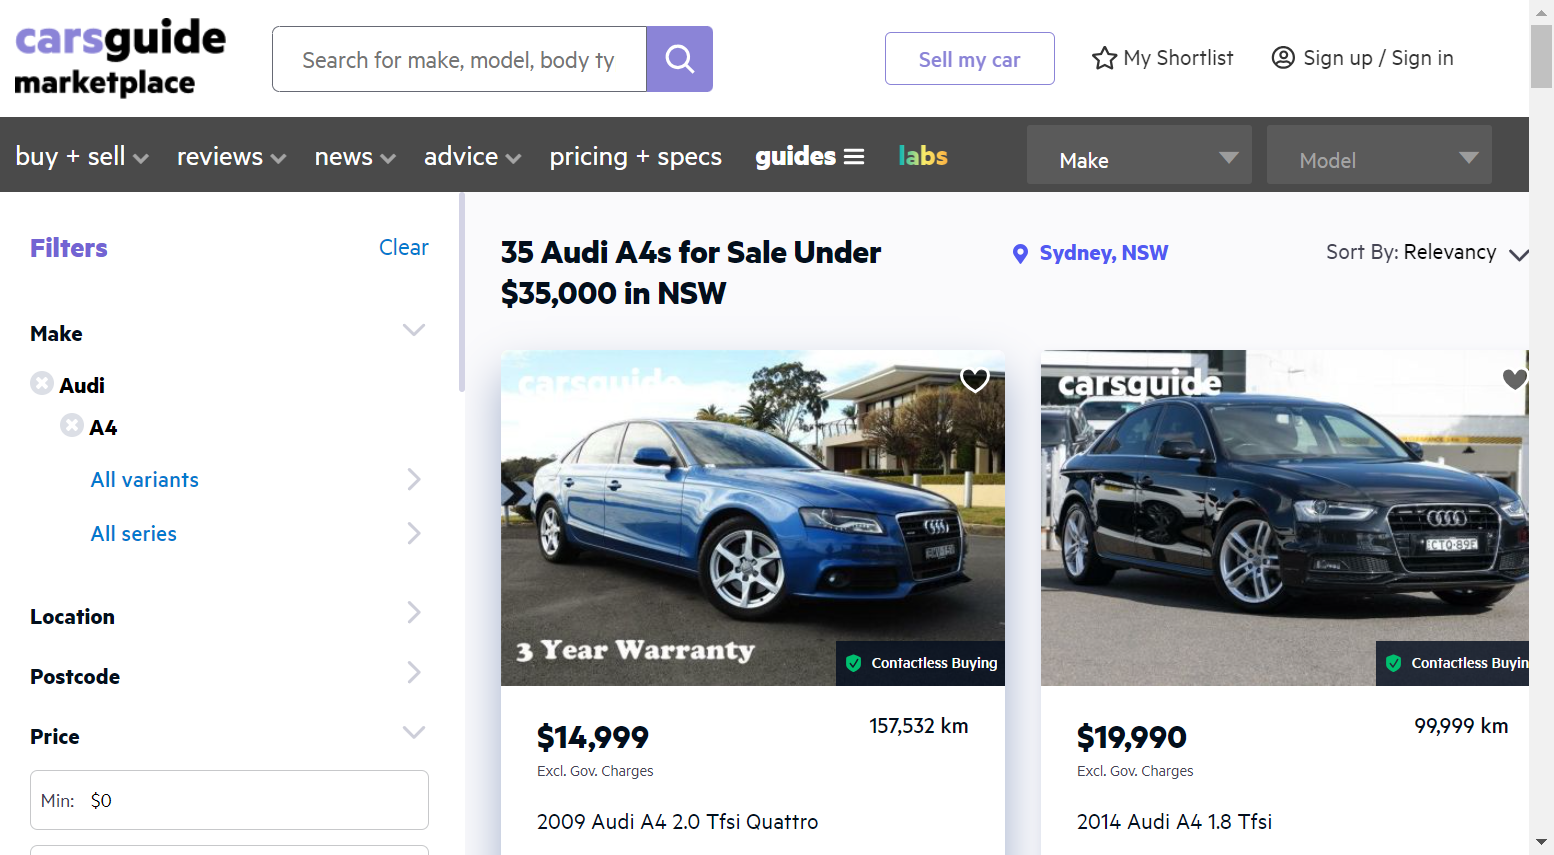 carsguide
marketplace
Search for make, model, body ty
Sell my car
My Shortlist
Sign up / Sign in
buy + sell
reviews
news
advice
pricing + specs
guides
labs
Make
Model
Filters
Clear
Make
Audi
A4
All variants
All series
Location
Postcode
Price
Min: $0
35 Audi A4s for Sale Under
$35,000 in NSW
Sydney, NSW
Sort By: Relevancy
carsguide
3 Year Warranty
Contactless Buying
$14,999
157,532 km
Excl. Gov. Charges
2009 Audi A4 2.0 Tfsi Quattro
carsguide
Contactless Buyin
$19,990
99,999 km
Excl. Gov. Charges
2014 Audi A4 1.8 Tfsi